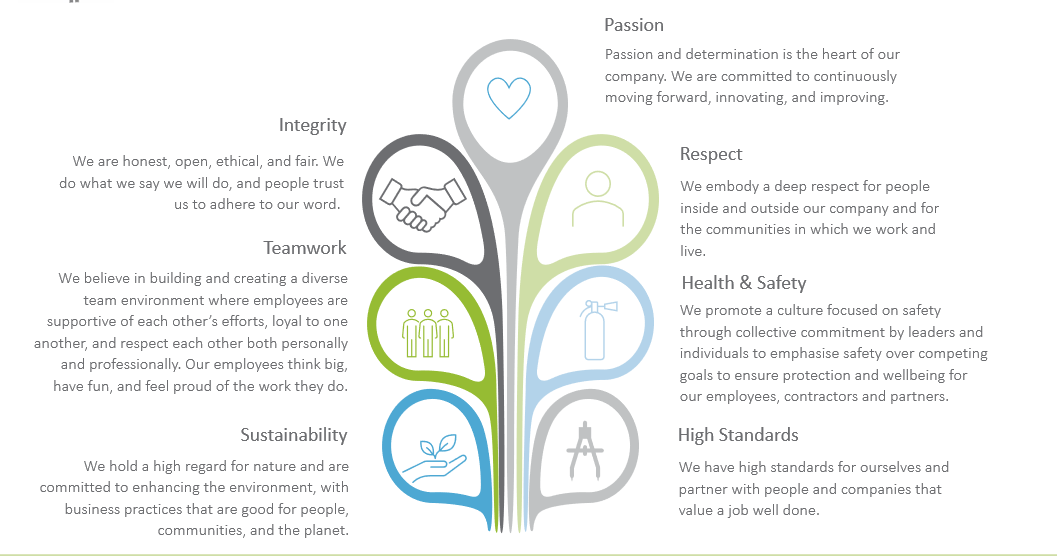 Passion
Passion and determination is the heart of our
company. We are committed to continuously
moving forward, innovating, and improving.
Integrity
We are honest, open, ethical, and fair. We
do what we say we will do, and people trust
us to adhere to our word.
Respect
We embody a deep respect for people
inside and outside our company and for
the communities in which we work and
live.
Teamwork
We believe in building and creating a diverse
team environment where employees are
supportive of each other’s efforts, loyal to one
another, and respect each other both personally
and professionally. Our employees think big,
have fun, and feel proud of the work they do.
Health & Safety
We promote a culture focused on safety
through collective commitment by leaders and
individuals to emphasise safety over competing
goals to ensure protection and wellbeing for
our employees, contractors and partners.
Sustainability
We hold a high regard for nature and are
committed to enhancing the environment, with
business practices that are good for people,
communities, and the planet.
High Standards
We have high standards for ourselves and
partner with people and companies that
value a job well done.